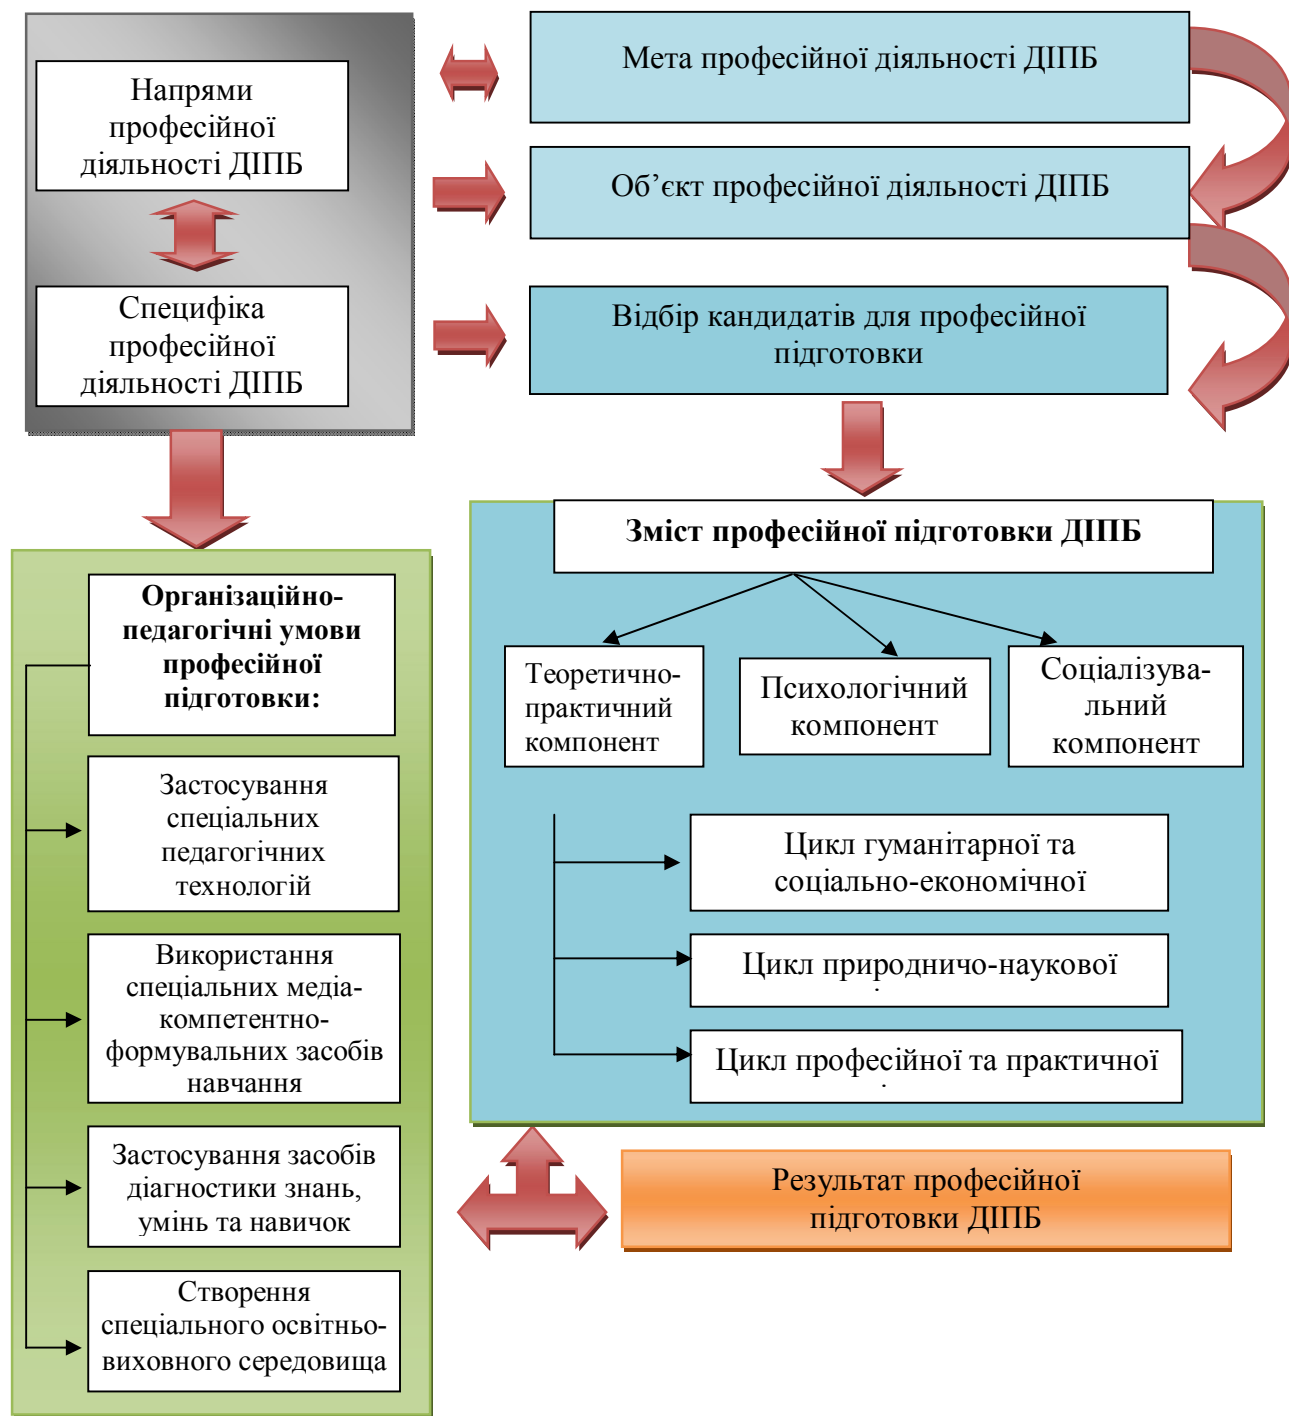 Напрями
професійної
діяльності ДІПБ
Специфіка
професійної
діяльності ДІПБ
Мета професійної діяльності ДІПБ
Об’єкт професійної діяльності ДІПБ
Відбір кандидатів для професійної
підготовки
Організаційно-
педагогічні умови
професійної
підготовки:
Застосування
спеціальних
педагогічних
технологій
Використання
спеціальних медіа-
компетентно-
формувальних засобів
навчання
Застосування засобів
діагностики знань,
умінь та навичок
Створення
спеціального освітньо-
виховного середовища
Зміст професійної підготовки ДІПБ
Теоретично-
практичний
компонент
Психологічний
компонент
Соціалізува-
льний
компонент
Цикл гуманітарної та
соціально-економічної
Цикл природничо-наукової
Цикл професійної та практичної
Результат професійної
підготовки ДІПБ